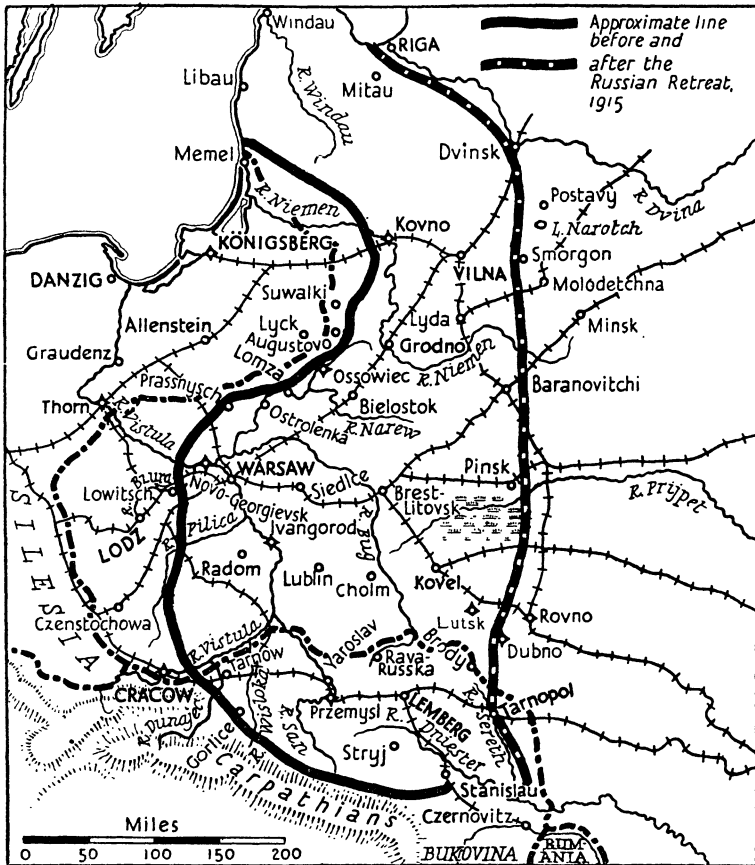 Windau
Approximate line
before and
after the
Russian Retreat,
1915
RIGA
Libau
Mitau
R. Windau
Memel
Dvinsk
R. Dvina
Postavy
L. Narotch
R. Niemen
Kovno
KÖNIGSBERG
Smorgon
VILNA
DANZIG
Molodetchna
Suwalki
Minsk
Allenstein
Lyck
Lyda
Augustovo
Grodno
Graudenz
Lomza
R. Niemen
Ossowiec
Baranovitchi
Prassnysch
Bielostok
Thorn
Ostrolenka
R. Narew
R. Vistula
WARSAW
Pinsk
Siedlce
R. Bzura
Lowitsch
Novo-Georgievsk
Brest-
Litovsk
R. Pripet
SILESIA
LODZ
R. Pilica
Ivangorod
R. Bug
Radom
Lublin
Cholm
Kovel
Czenstochowa
Lutsk
Rovno
R. Vistula
Yaroslav
Brody
Dubno
Rava-
Russka
Tarnow
CRACOW
Tarnopol
R. Dunajec
R. Wisloka
Przemysl
LEMBERG
R. Sereth
Gorlice
R. San
R. Dniester
Stryj
Carpathians
Stanislau
Miles
Czernovitz
0 50 100 150 200
BUKOVINA
RUM-
ANIA